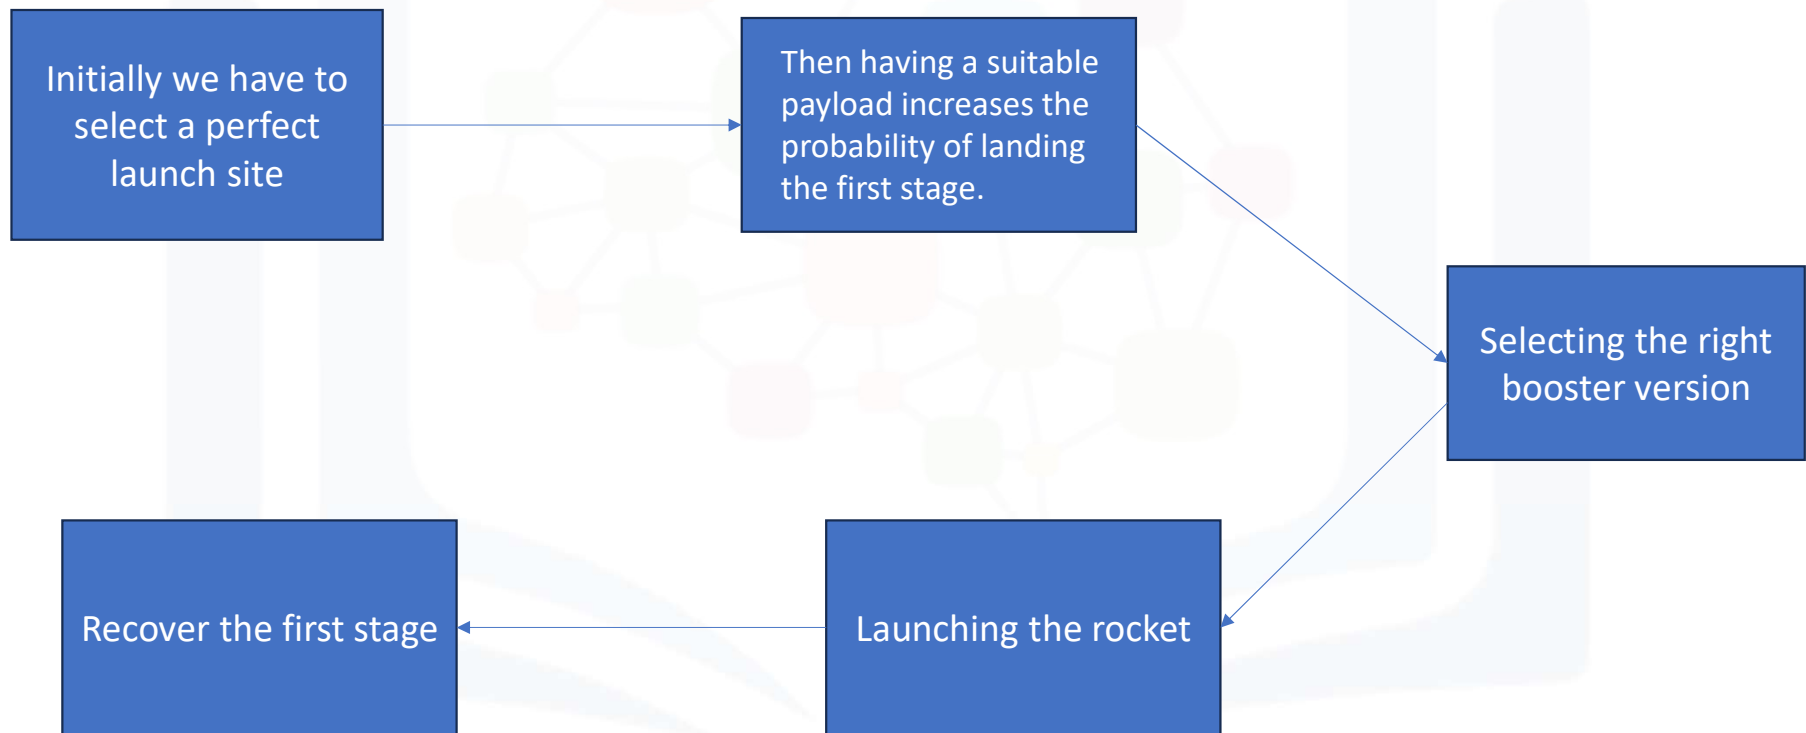 Initially we have to
select a perfect
launch site
Then having a suitable
payload increases the
probability of landing
the first stage.
Selecting the right
booster version
Launching the rocket
Recover the first stage